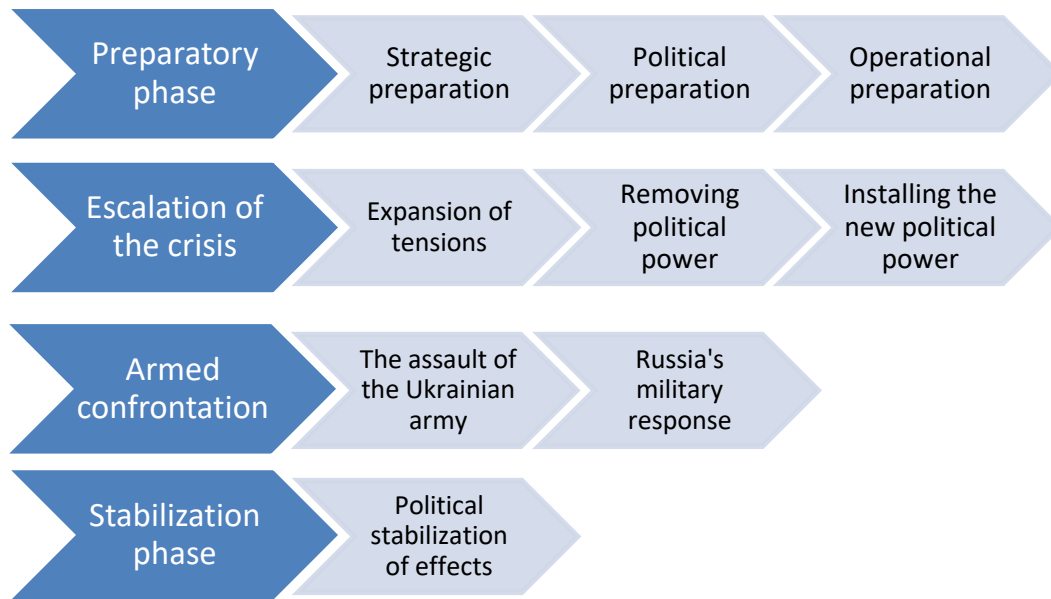 Preparatory
phase
Strategic
preparation
Political
preparation
Operational
preparation
Escalation of
the crisis
Expansion of
tensions
Removing
political
power
Installing the
new political
power
Armed
confrontation
The assault of
the Ukrainian
army
Russia's
military
response
Stabilization
phase
Political
stabilization
of effects